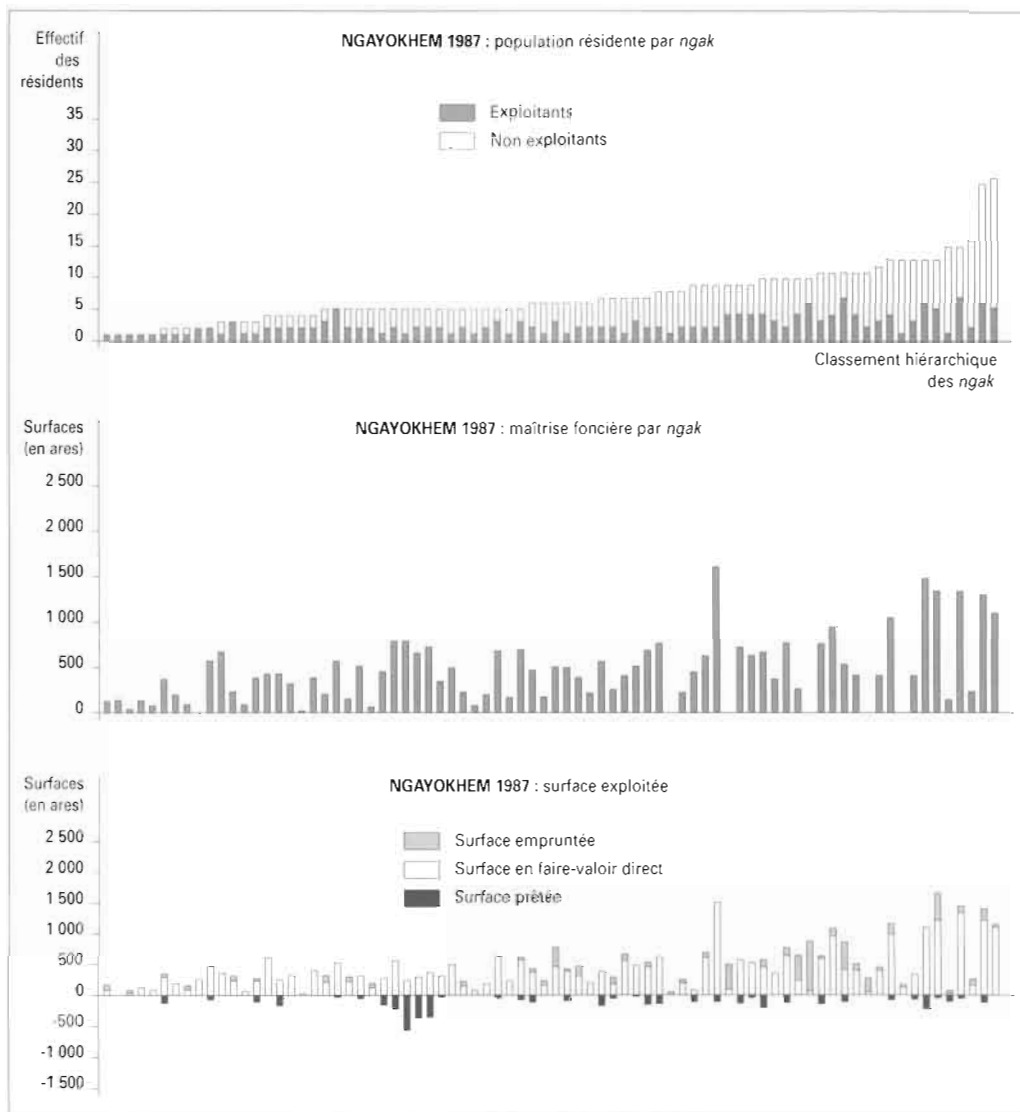 Effectif
des
résidents
NGAYOKHEM 1987 : population résidente par ngak
Exploitants
Non exploitants
35
30
25
20
15
10
5
0
Classement hiérarchique
des ngak
Surfaces
(en ares)
NGAYOKHEM 1987 : maîtrise foncière par ngak
2 500
2 000
1 500
1 000
500
0
Surfaces
(en ares)
NGAYOKHEM 1987 : surface exploitée
Surface empruntée
Surface en faire-valoir direct
Surface prêtée
2 500
2 000
1 500
1 000
500
0
-500
-1 000
-1 500